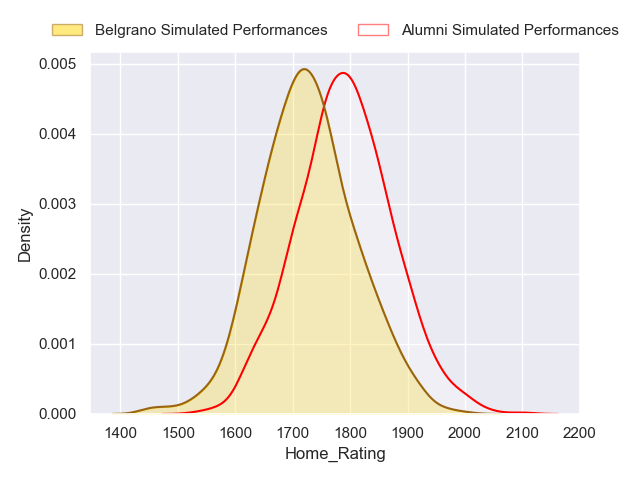 Belgrano Simulated Performances
Alumni Simulated Performances
0.005
0.004
0.003
0.002
0.001
0.000
Density
1400 1500 1600 1700 1800 1900 2000 2100 2200
Home_Rating